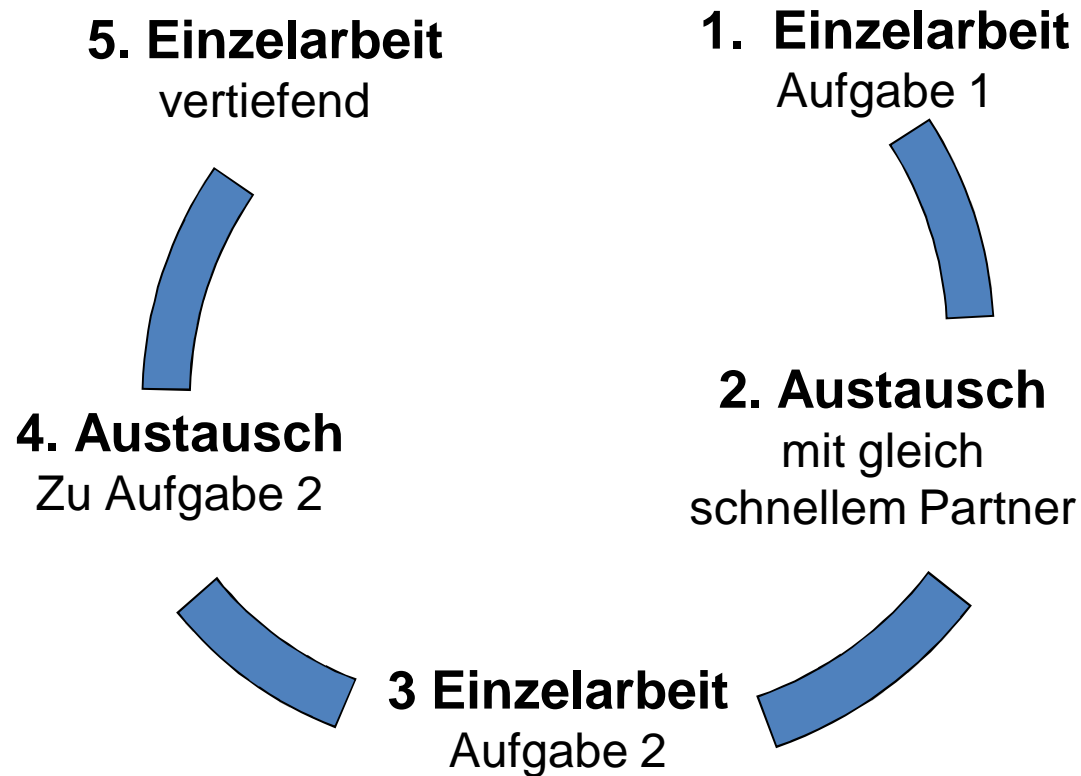 1. Einzelarbeit
Aufgabe 1
2. Austausch
mit gleich
schnellem Partner
3 Einzelarbeit
Aufgabe 2
4. Austausch
Zu Aufgabe 2
5. Einzelarbeit
vertiefend